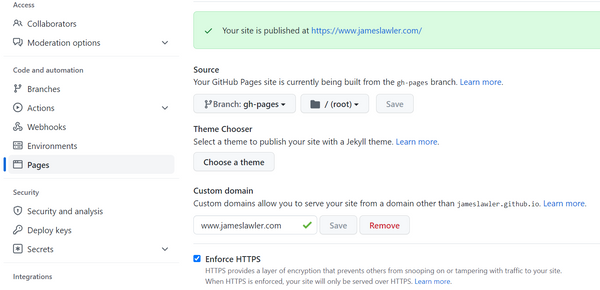 Access
Collaborators
Moderation options
Code and automation
Branches
Actions
Webhooks
Environments
Pages
Security
Security and analysis
Deploy keys
Secrets
Integrations
Your site is published at https://www.jameslawler.com/
Source
Your GitHub Pages site is currently being built from the gh-pages branch. Learn more.
Branch: gh-pages / (root) Save
Theme Chooser
Select a theme to publish your site with a Jekyll theme. Learn more.
Choose a theme
Custom domain
Custom domains allow you to serve your site from a domain other than jameslawler.github.io. Learn more.
www.jameslawler.com Save Remove
Enforce HTTPS
HTTPS provides a layer of encryption that prevents others from snooping on or tampering with traffic to your site.
When HTTPS is enforced, your site will only be served over HTTPS. Learn more.